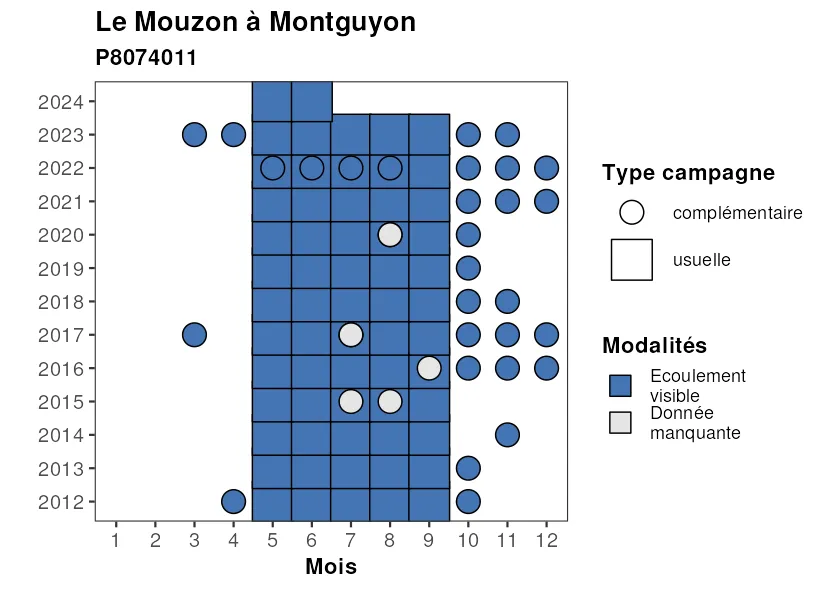 Le Mouzon à Montguyon
P8074011
2024
2023
2022
2021
2020
2019
2018
2017
2016
2015
2014
2013
2012
1 2 3 4 5 6 7 8 9 10 11 12
Mois
Type campagne
complémentaire
usuelle
Modalités
Ecoulement
visible
Donnée
manquante